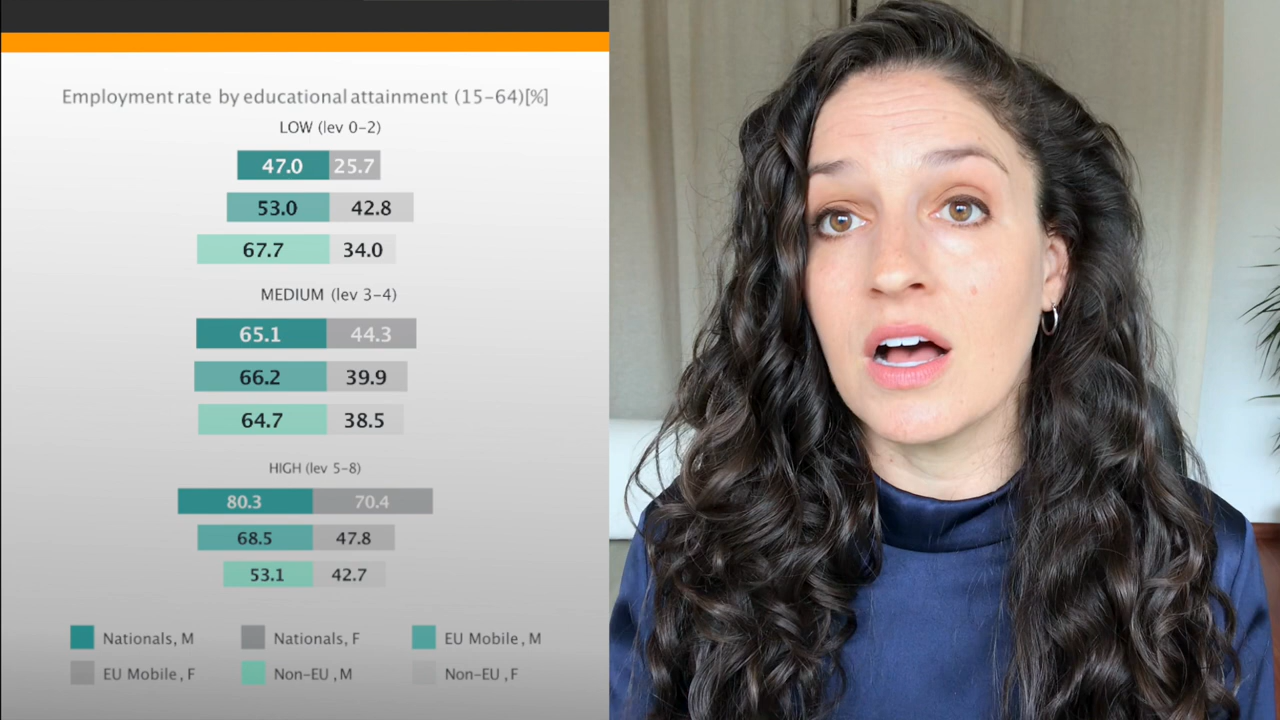 Employment rate by educational attainment (15-64)[%]
LOW (lev 0-2)
47.0 25.7
53.0 42.8
67.7 34.0
MEDIUM (lev 3-4)
65.1 44.3
66.2 39.9
64.7 38.5
HIGH (lev 5-8)
80.3 70.4
68.5 47.8
53.1 42.7
Nationals, M Nationals, F EU Mobile, M
EU Mobile, F Non-EU, M Non-EU, F